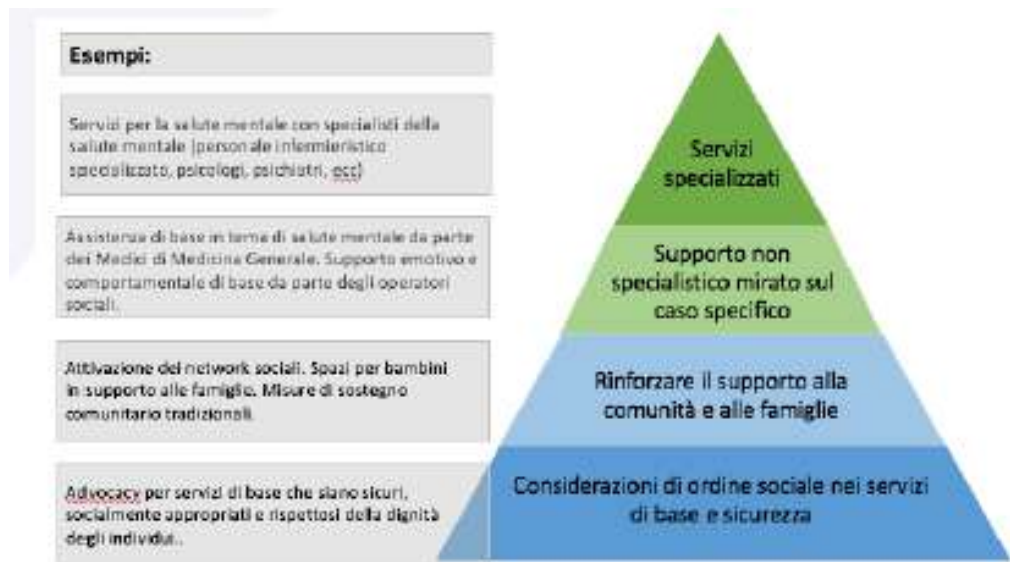 Esempi:
Servizi per la salute mentale con specialisti della
salute mentale (personale infermieristico
specializzato, psicologi, psichiatri, ecc)
Assistenza di base in tema di salute mentale da parte
dei Medici di Medicina Generale. Supporto emotivo e
comportamentale di base da parte degli operatori
sociali.
Attivazione dei network sociali. Spazi per bambini
in supporto alle famiglie. Misure di sostegno
comunitario tradizionali.
Advocacy per servizi di base che siano sicuri,
socialmente appropriati e rispettosi della dignità
degli individui..
Servizi
specializzati
Supporto non
specialistico mirato sul
caso specifico
Rinforzare il supporto alla
comunità e alle famiglie
Considerazioni di ordine sociale nei servizi
di base e sicurezza